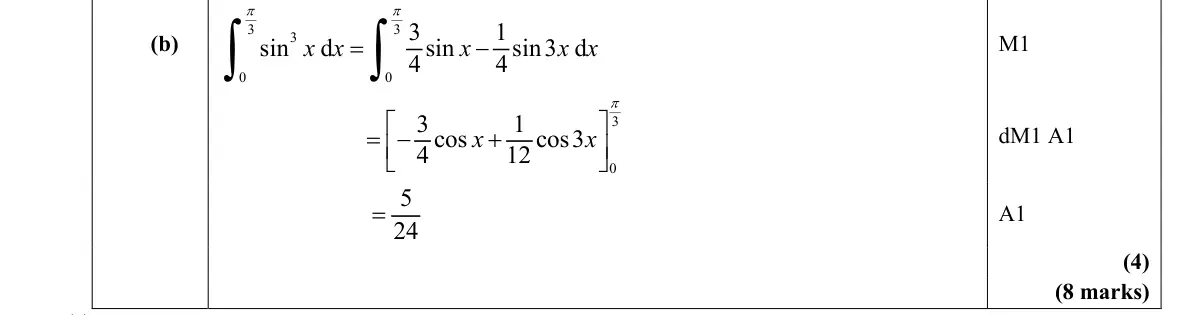 (b) ∫₀^(π/3) sin³ x dx = ∫₀^(π/3) 3/4 sin x − 1/4 sin 3x dx M1
= [−3/4 cos x + 1/12 cos 3x]₀^(π/3) dM1 A1
= 5/24 A1
(4)
(8 marks)